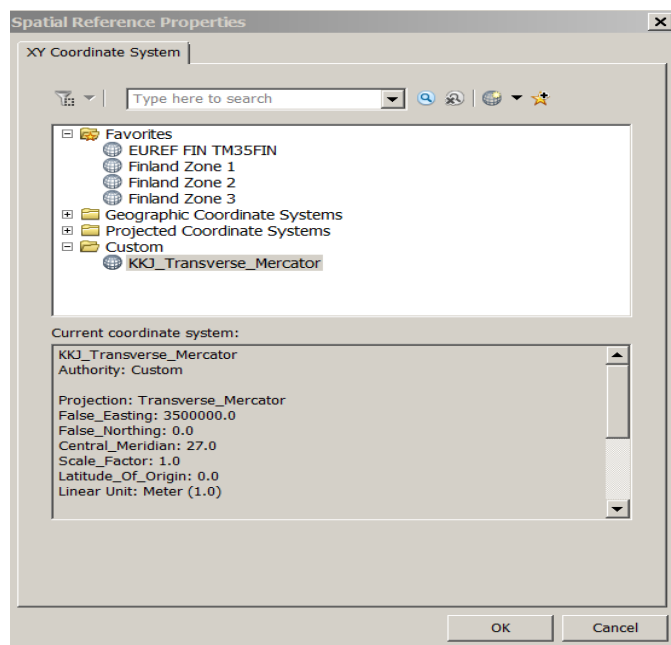 Spatial Reference Properties
XY Coordinate System
Type here to search
Favorites
EUREF FIN TM35FIN
Finland Zone 1
Finland Zone 2
Finland Zone 3
Geographic Coordinate Systems
Projected Coordinate Systems
Custom
KKJ_Transverse_Mercator
Current coordinate system:
KKJ_Transverse_Mercator
Authority: Custom
Projection: Transverse_Mercator
False_Easting: 3500000.0
False_Northing: 0.0
Central_Meridian: 27.0
Scale_Factor: 1.0
Latitude_Of_Origin: 0.0
Linear Unit: Meter (1.0)
OK Cancel